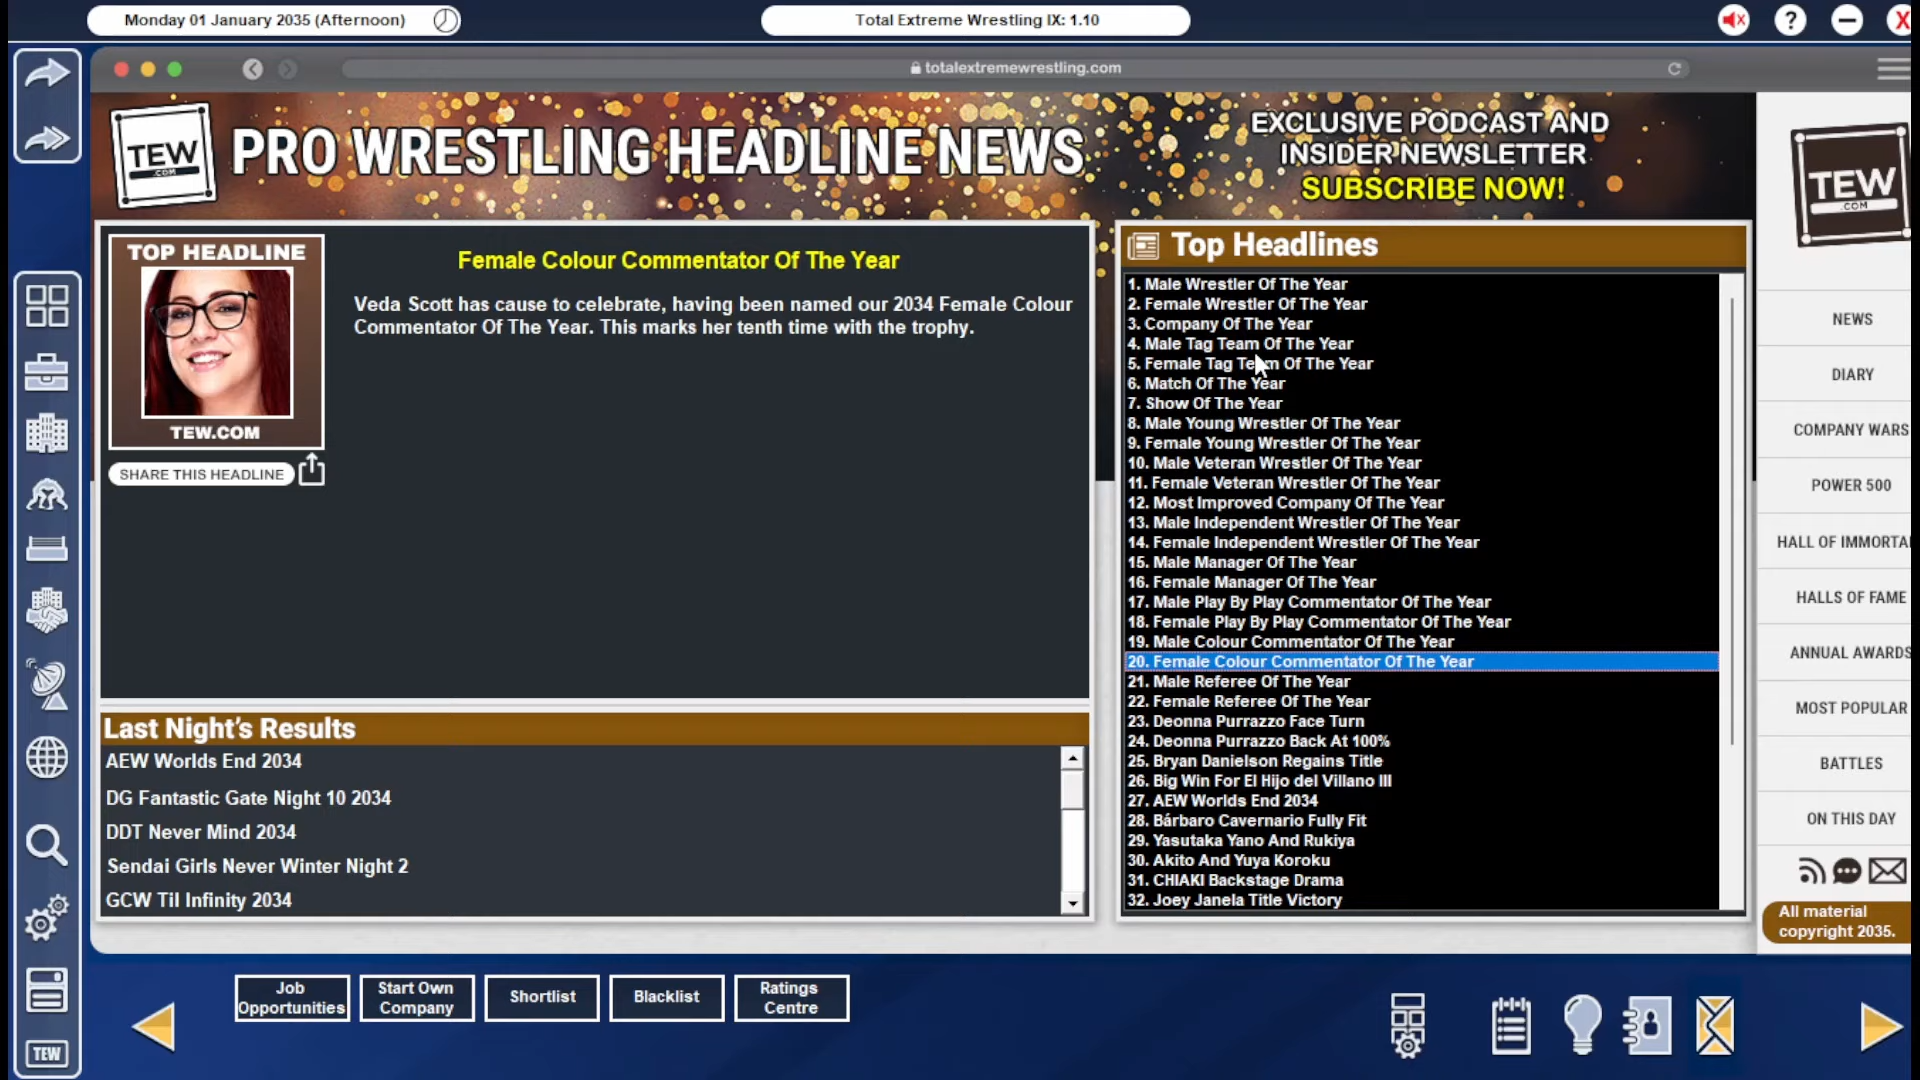 Monday 01 January 2035 (Afternoon)
Total Extreme Wrestling IX: 1.10
?
X
totalextremewrestling.com
TEW
.COM
PRO WRESTLING HEADLINE NEWS
EXCLUSIVE PODCAST AND
INSIDER NEWSLETTER
SUBSCRIBE NOW!
TEW
.COM
TOP HEADLINE
TEW.COM
SHARE THIS HEADLINE
Female Colour Commentator Of The Year
Veda Scott has cause to celebrate, having been named our 2034 Female Colour
Commentator Of The Year. This marks her tenth time with the trophy.
Last Night's Results
AEW Worlds End 2034
DG Fantastic Gate Night 10 2034
DDT Never Mind 2034
Sendai Girls Never Winter Night 2
GCW Til Infinity 2034
Top Headlines
1. Male Wrestler Of The Year
2. Female Wrestler Of The Year
3. Company Of The Year
4. Male Tag Team Of The Year
5. Female Tag Team Of The Year
6. Match Of The Year
7. Show Of The Year
8. Male Young Wrestler Of The Year
9. Female Young Wrestler Of The Year
10. Male Veteran Wrestler Of The Year
11. Female Veteran Wrestler Of The Year
12. Most Improved Company Of The Year
13. Male Independent Wrestler Of The Year
14. Female Independent Wrestler Of The Year
15. Male Manager Of The Year
16. Female Manager Of The Year
17. Male Play By Play Commentator Of The Year
18. Female Play By Play Commentator Of The Year
19. Male Colour Commentator Of The Year
20. Female Colour Commentator Of The Year
21. Male Referee Of The Year
22. Female Referee Of The Year
23. Deonna Purrazzo Face Turn
24. Deonna Purrazzo Back At 100%
25. Bryan Danielson Regains Title
26. Big Win For El Hijo del Villano III
27. AEW Worlds End 2034
28. Bárbaro Cavernario Fully Fit
29. Yasutaka Yano And Rukiya
30. Akito And Yuya Koroku
31. CHIAKI Backstage Drama
32. Joey Janela Title Victory
NEWS
DIARY
COMPANY WARS
POWER 500
HALL OF IMMORTA
HALLS OF FAME
ANNUAL AWARDS
MOST POPULAR
BATTLES
ON THIS DAY
All material
copyright 2035.
TEW
Job
Opportunities
Start Own
Company
Shortlist
Blacklist
Ratings
Centre